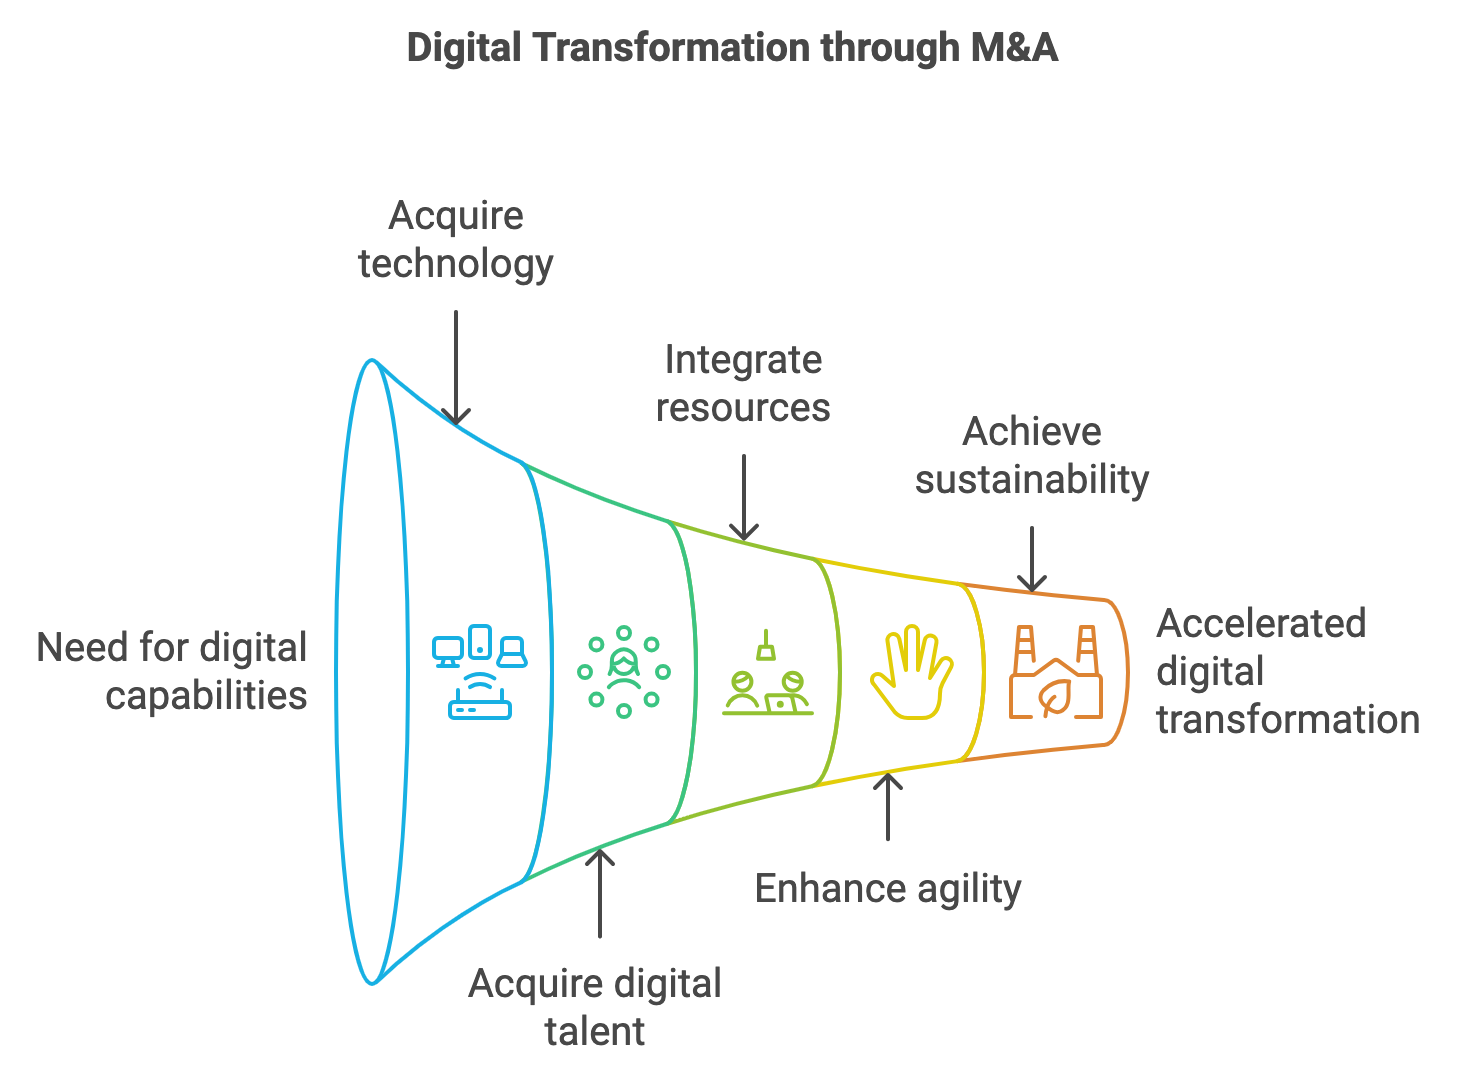 Digital Transformation through M&A
Acquire
technology
Integrate
resources
Achieve
sustainability
Need for digital
capabilities
Accelerated
digital
transformation
Enhance agility
Acquire digital
talent